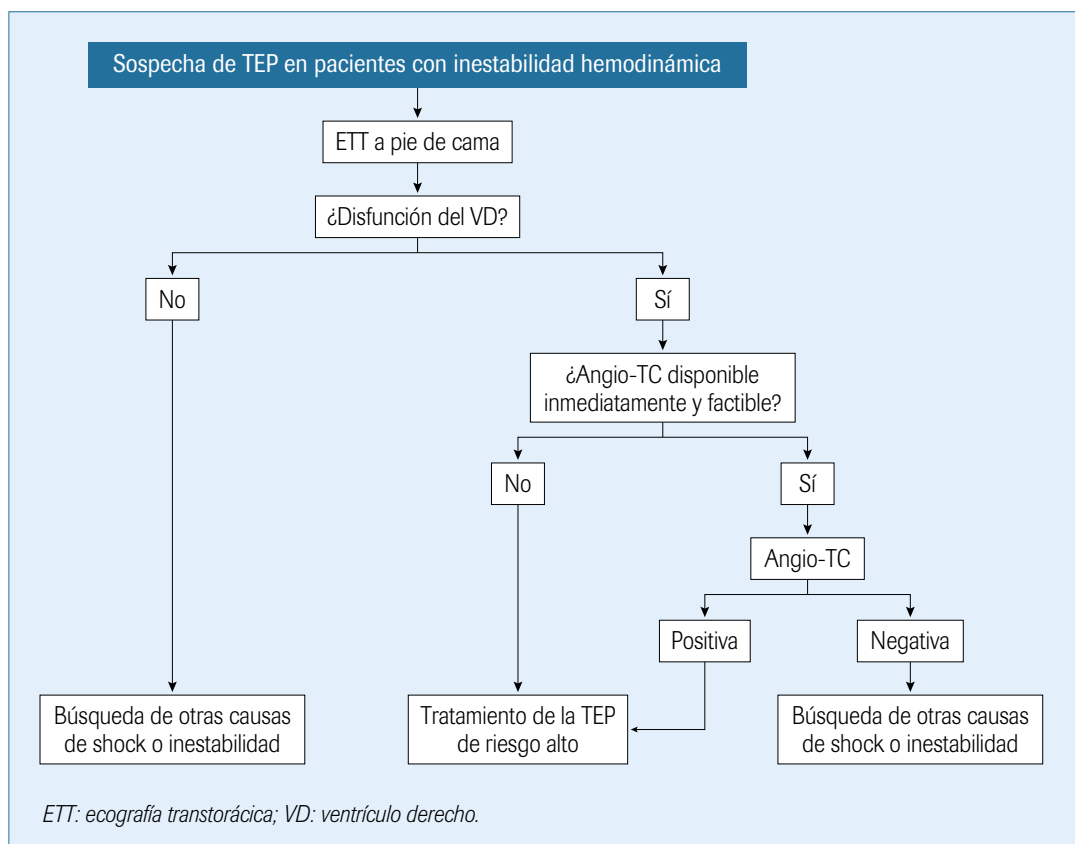 Sospecha de TEP en pacientes con inestabilidad hemodinámica
ETT a pie de cama
¿Disfunción del VD?
No
Sí
¿Angio-TC disponible
inmediatamente y factible?
No
Sí
Angio-TC
Positiva
Negativa
Búsqueda de otras causas
de shock o inestabilidad
Tratamiento de la TEP
de riesgo alto
Búsqueda de otras causas
de shock o inestabilidad
ETT: ecografía transtorácica; VD: ventrículo derecho.